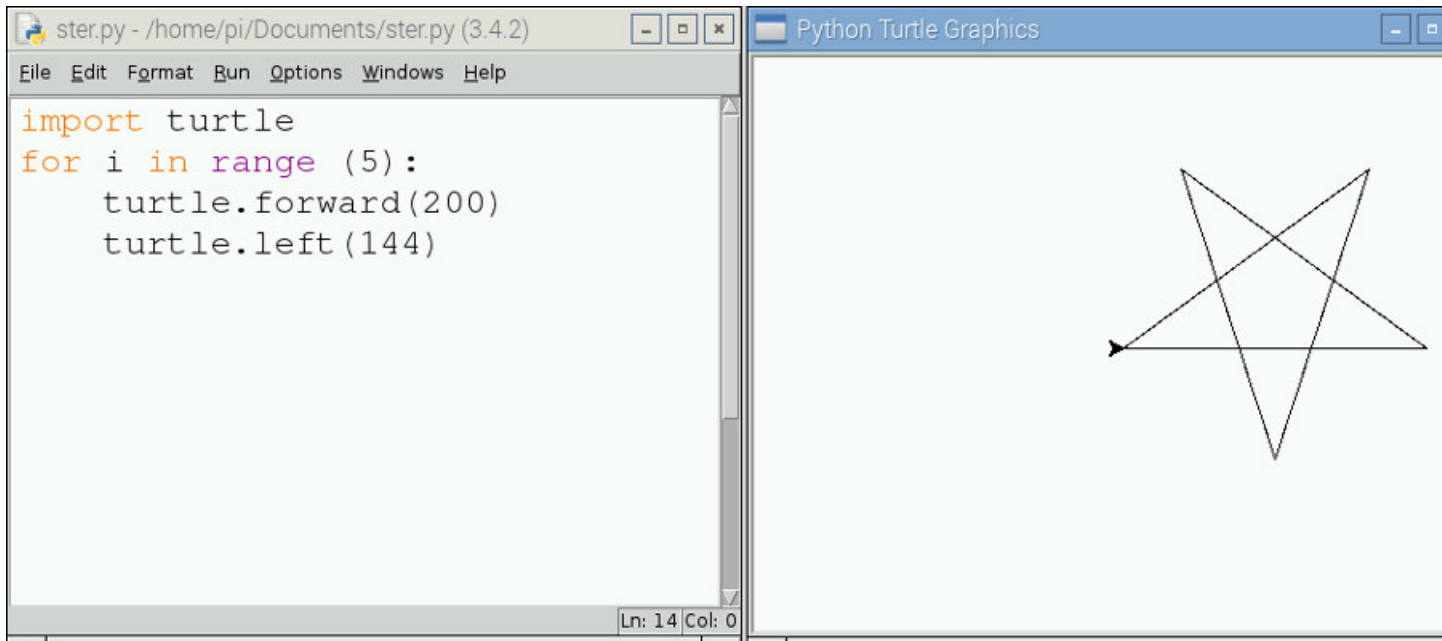 ster.py - /home/pi/Documents/ster.py (3.4.2)
File Edit Format Run Options Windows Help
import turtle
for i in range (5):
    turtle.forward(200)
    turtle.left(144)
Ln: 14 Col: 0
Python Turtle Graphics